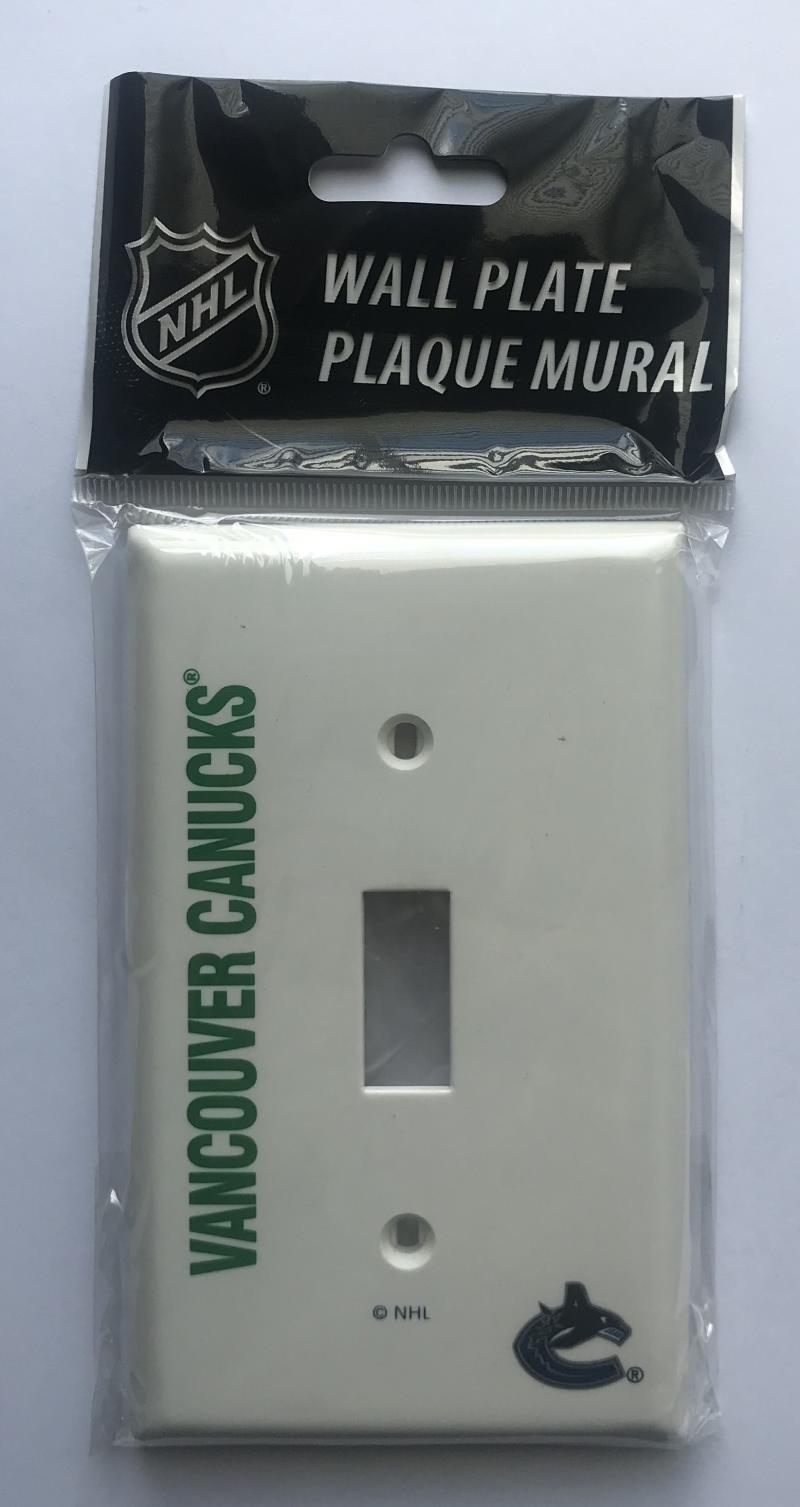 NHL
®
WALL PLATE
PLAQUE MURAL
VANCOUVER CANUCKS®
© NHL
®